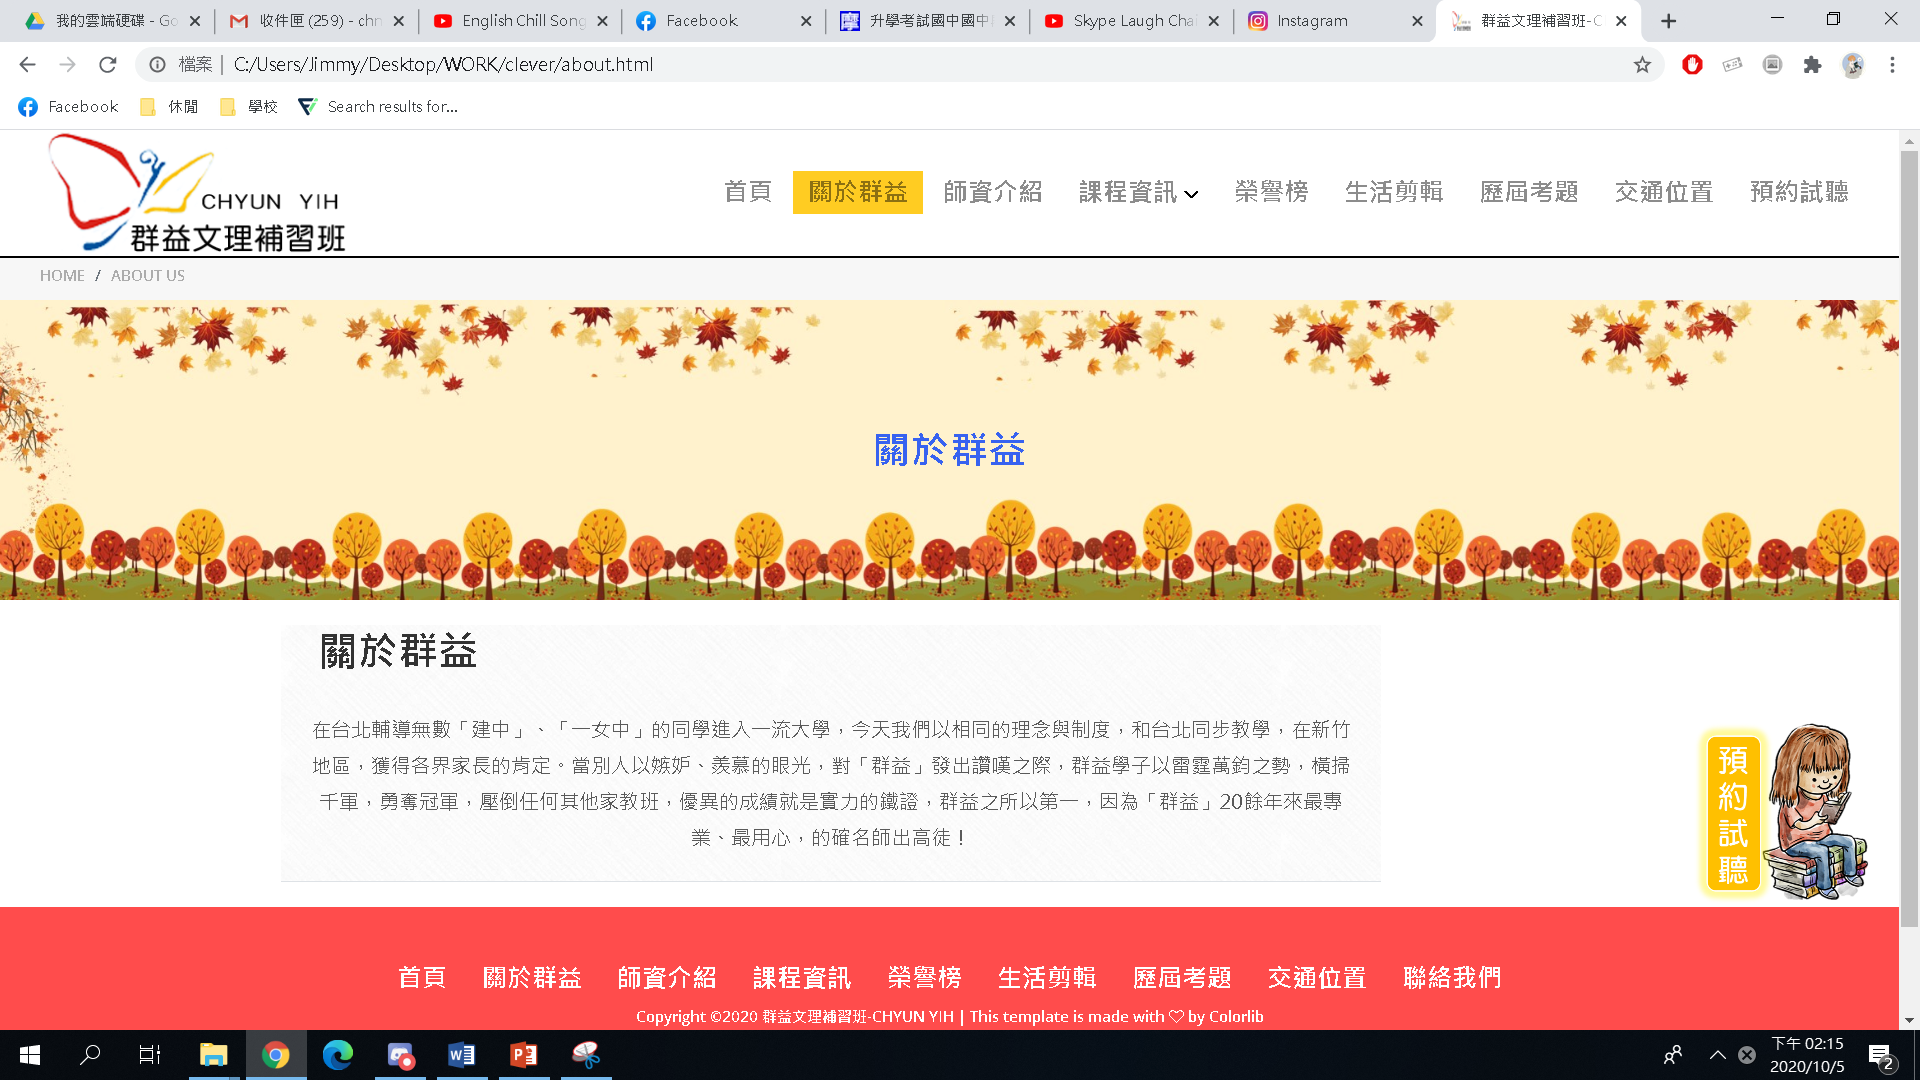 我的雲端硬碟 - Go
收件匣 (259) - chr
English Chill Song
Facebook
升學考試國中國中
Skype Laugh Chai
Instagram
群益文理補習班-C
檔案 | C:/Users/Jimmy/Desktop/WORK/clever/about.html
Facebook 休閒 學校 Search results for...
CHYUN YIH
群益文理補習班
首頁 關於群益 師資介紹 課程資訊 榮譽榜 生活剪輯 歷屆考題 交通位置 預約試聽
HOME / ABOUT US
關於群益
關於群益
在台北輔導無數「建中」、「一女中」的同學進入一流大學，今天我們以相同的理念與制度，和台北同步教學，在新竹
地區，獲得各界家長的肯定。當別人以嫉妒、羨慕的眼光，對「群益」發出讚嘆之際，群益學子以雷霆萬鈞之勢，橫掃
千軍，勇奪冠軍，壓倒任何其他家教班，優異的成績就是實力的鐵證，群益之所以第一，因為「群益」20餘年來最專
業、最用心，的確名師出高徒！
預約試聽
首頁 關於群益 師資介紹 課程資訊 榮譽榜 生活剪輯 歷屆考題 交通位置 聯絡我們
Copyright ©2020 群益文理補習班-CHYUN YIH | This template is made with ♡ by Colorlib
下午 02:15
2020/10/5
2